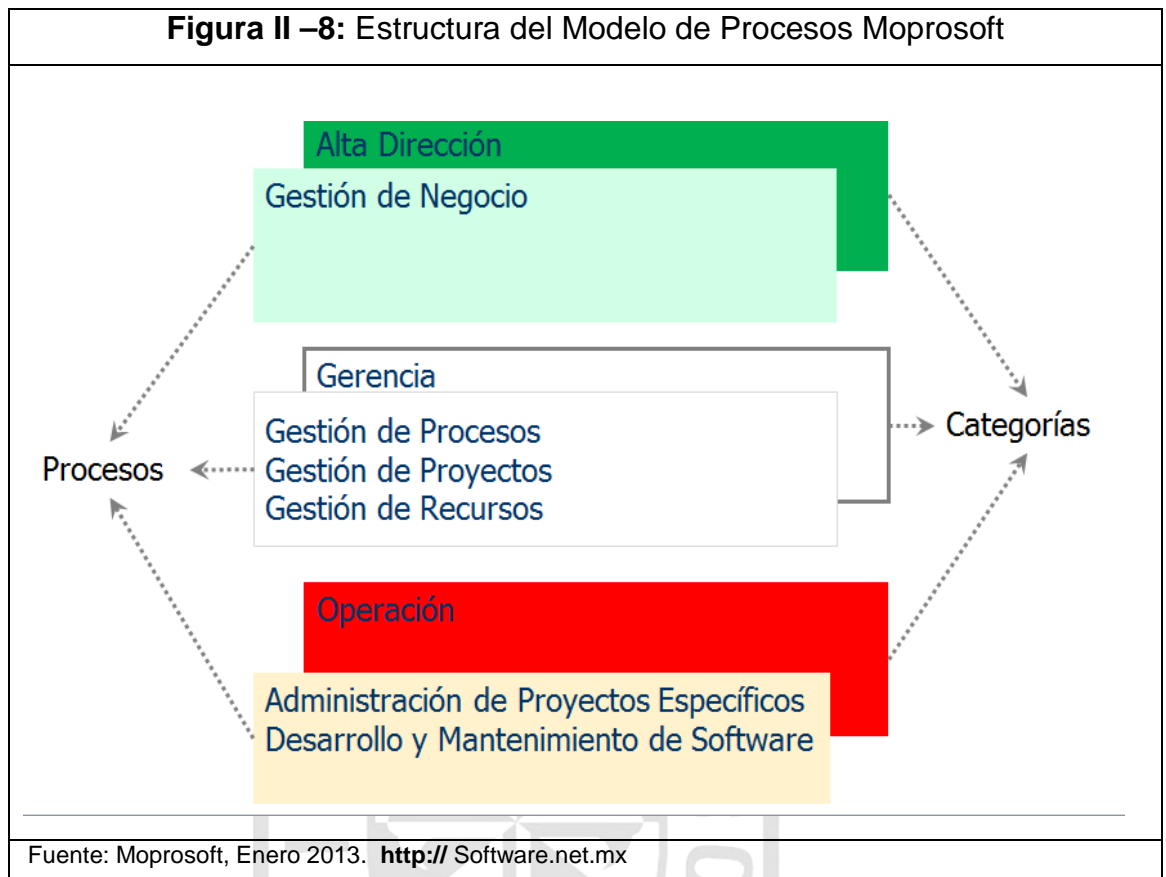 Figura II –8: Estructura del Modelo de Procesos Moprosoft
Alta Dirección
Gestión de Negocio
Gerencia
Gestión de Procesos
Gestión de Proyectos
Gestión de Recursos
Procesos
Categorías
Operación
Administración de Proyectos Específicos
Desarrollo y Mantenimiento de Software
Fuente: Moprosoft, Enero 2013. http:// Software.net.mx